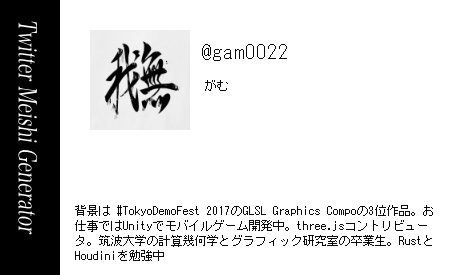 Twitter Meishi Generator
我無
@gam0022
がむ
背景は #TokyoDemoFest 2017のGLSL Graphics Compoの3位作品。お
仕事ではUnityでモバイルゲーム開発中。three.jsコントリビュー
タ。筑波大学の計算幾何学とグラフィック研究室の卒業生。Rustと
Houdiniを勉強中